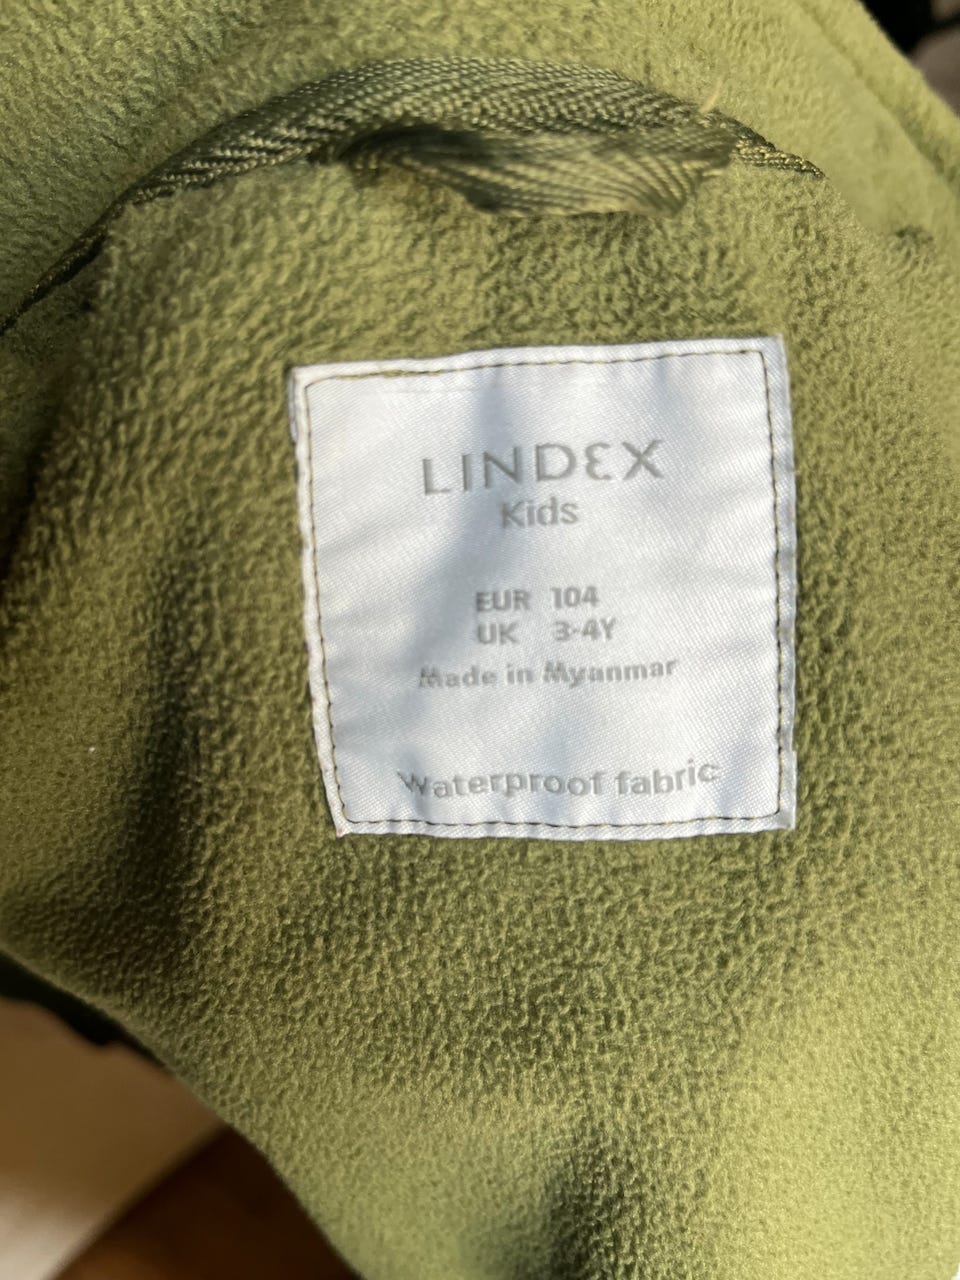 LINDEX
Kids
EUR 104
UK 3-4Y
Made in Myanmar
Waterproof fabric